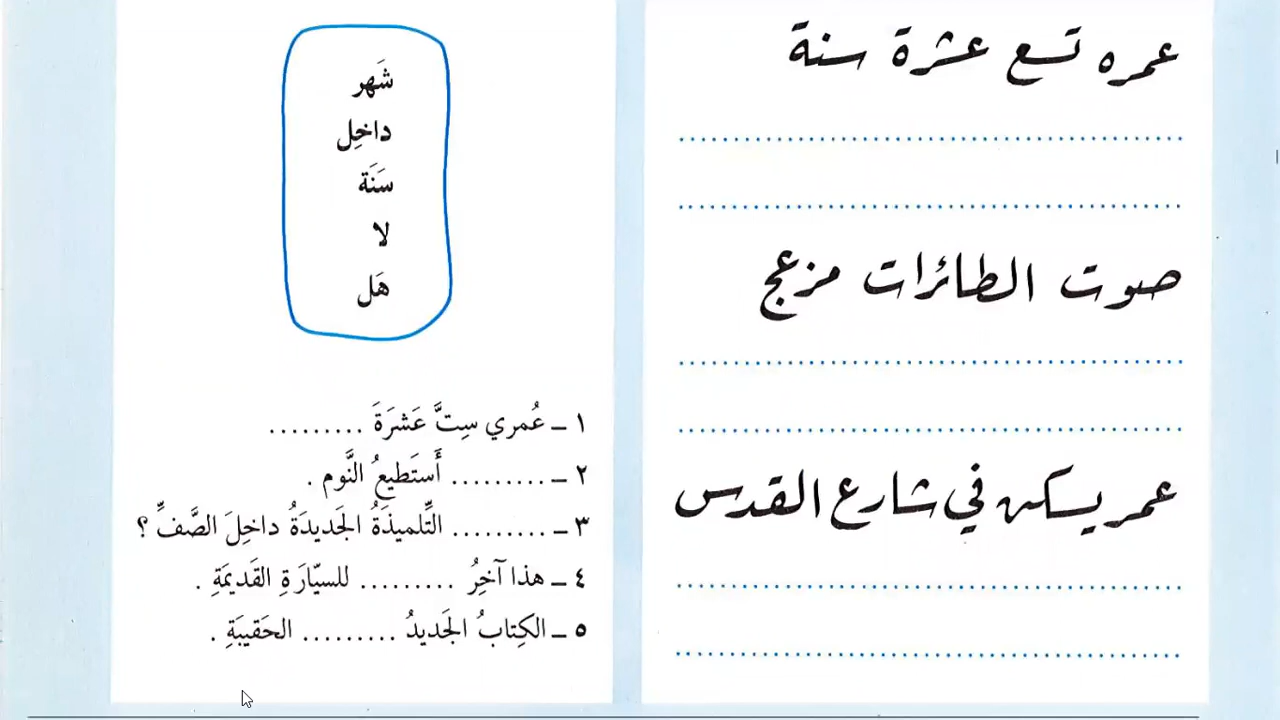 عمره تسع عشرة سنة
صوت الطائرات مزعج
عمر يسكن في شارع القدس
شَهر
داخِل
سَنَة
لا
هَل
١ ـ عُمري سِتَّ عَشَرَةَ .........
٢ ـ ......... أَستَطيعُ النَّوم .
٣ ـ ......... التِّلميذَةُ الجَديدَةُ داخِلَ الصَّفِّ ؟
٤ ـ هذا آخِرُ ......... للسيّارَةِ القَديمَةِ .
٥ ـ الكِتابُ الجَديدُ ......... الحَقيبَةِ .